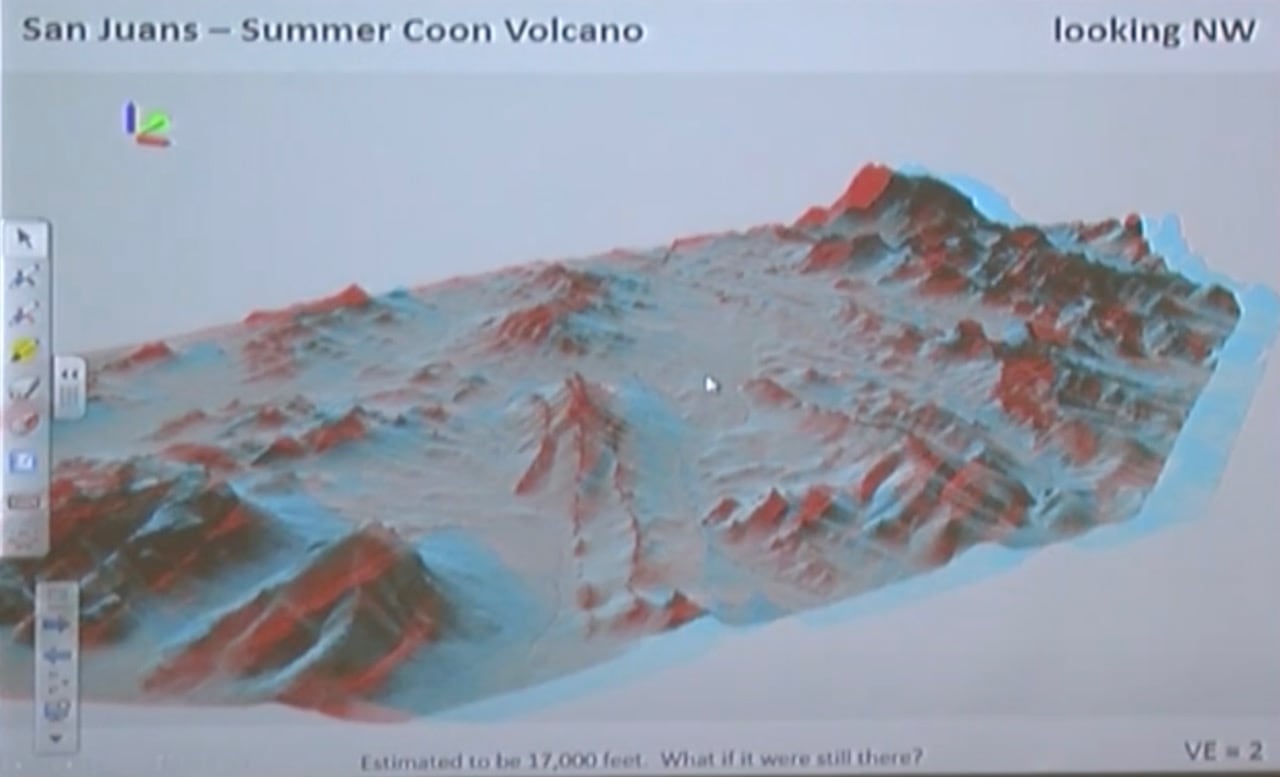 San Juans – Summer Coon Volcano
looking NW
Estimated to be 17,000 feet. What if it were still there?
VE = 2